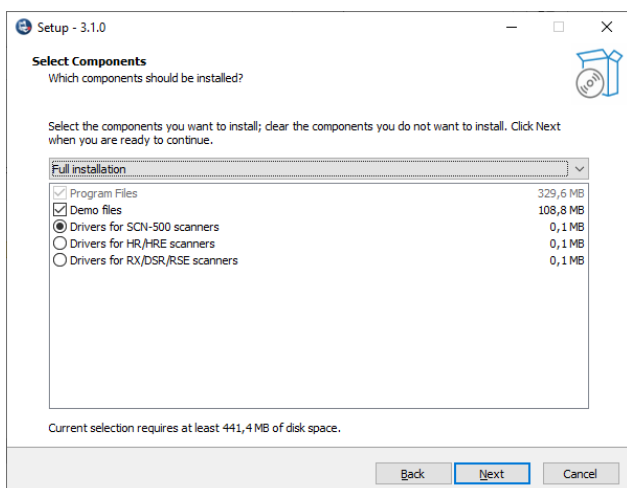 Setup - 3.1.0
Select Components
Which components should be installed?
Select the components you want to install; clear the components you do not want to install. Click Next
when you are ready to continue.
Full installation
Program Files 329,6 MB
Demo files 108,8 MB
Drivers for SCN-500 scanners 0,1 MB
Drivers for HR/HRE scanners 0,1 MB
Drivers for RX/DSR/RSE scanners 0,1 MB
Current selection requires at least 441,4 MB of disk space.
Back Next Cancel